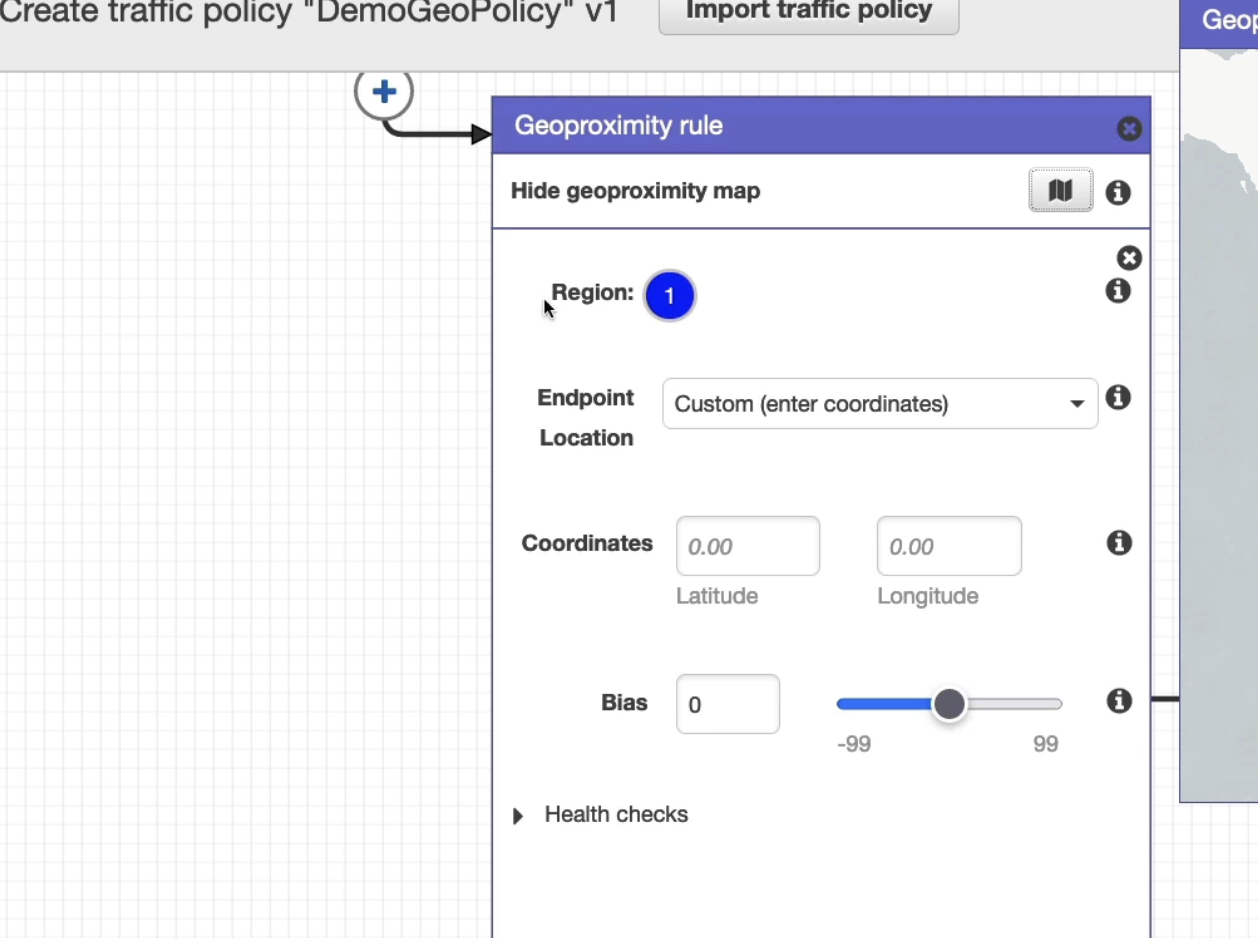 Create traffic policy "DemoGeoPolicy" v1
Import traffic policy
Geoproximity rule
Hide geoproximity map
Region: 1
Endpoint Location
Custom (enter coordinates)
Coordinates
0.00
0.00
Latitude
Longitude
Bias
0
-99
99
Health checks